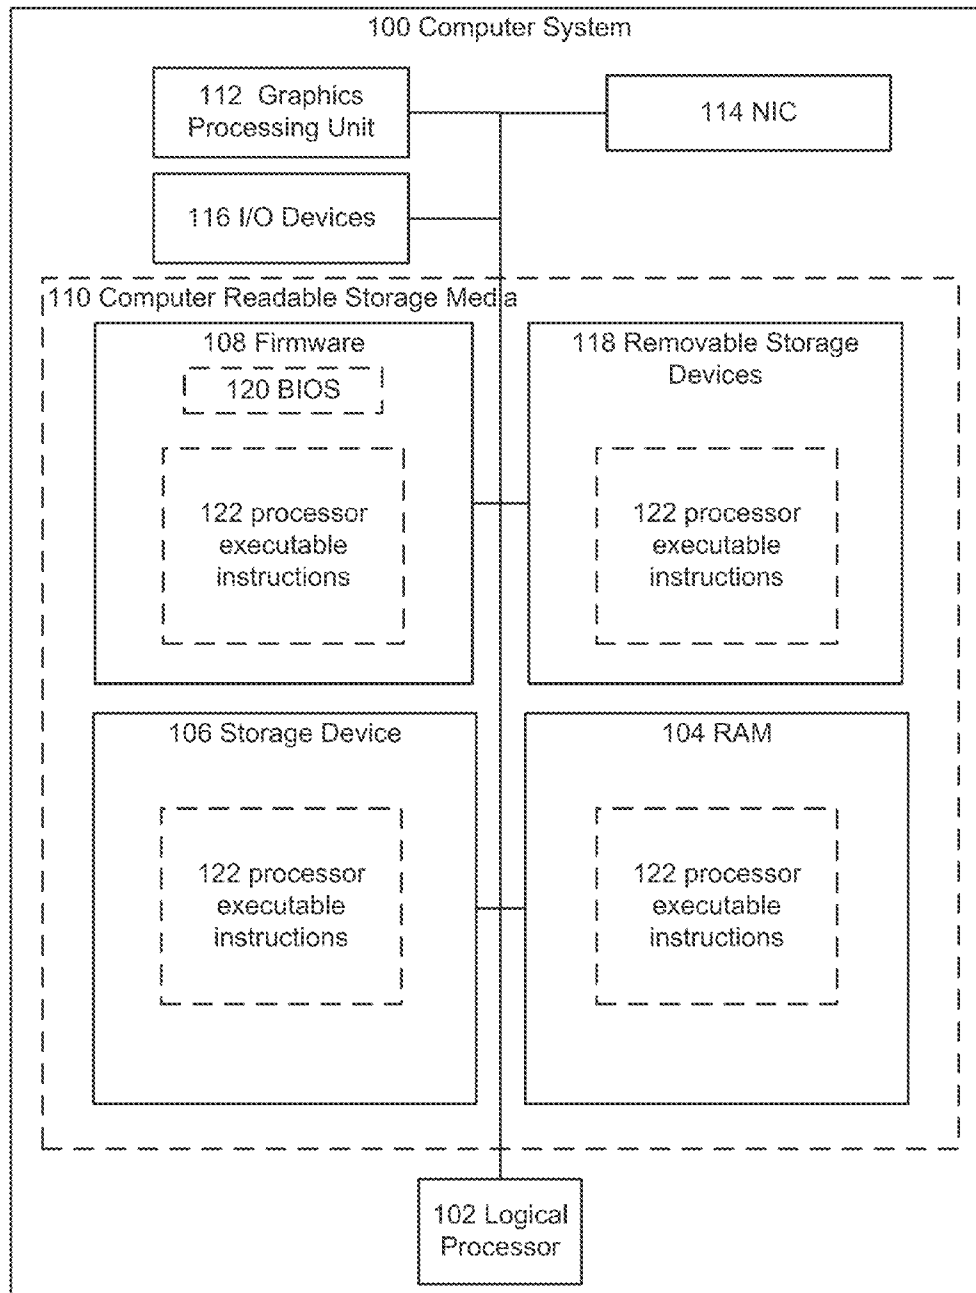 100 Computer System
112 Graphics
Processing Unit
114 NIC
116 I/O Devices
110 Computer Readable Storage Media
108 Firmware
120 BIOS
122 processor
executable
instructions
118 Removable Storage
Devices
122 processor
executable
instructions
106 Storage Device
122 processor
executable
instructions
104 RAM
122 processor
executable
instructions
102 Logical
Processor